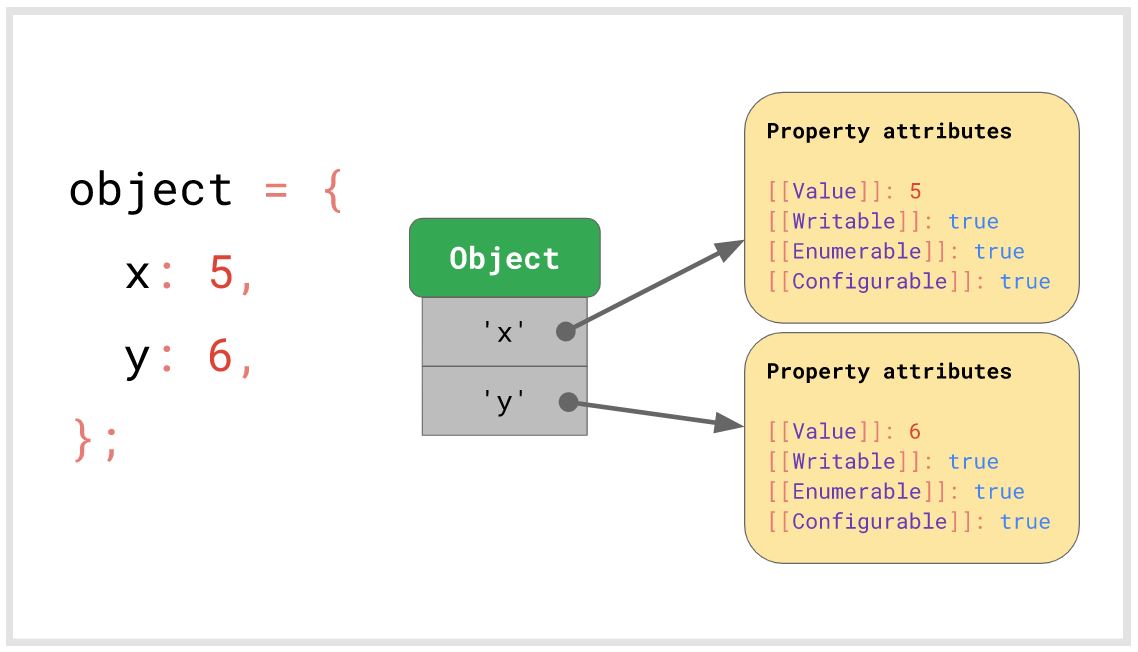 object = {
x: 5,
y: 6,
};
Object
'x'
'y'
Property attributes
[[Value]]: 5
[[Writable]]: true
[[Enumerable]]: true
[[Configurable]]: true
Property attributes
[[Value]]: 6
[[Writable]]: true
[[Enumerable]]: true
[[Configurable]]: true